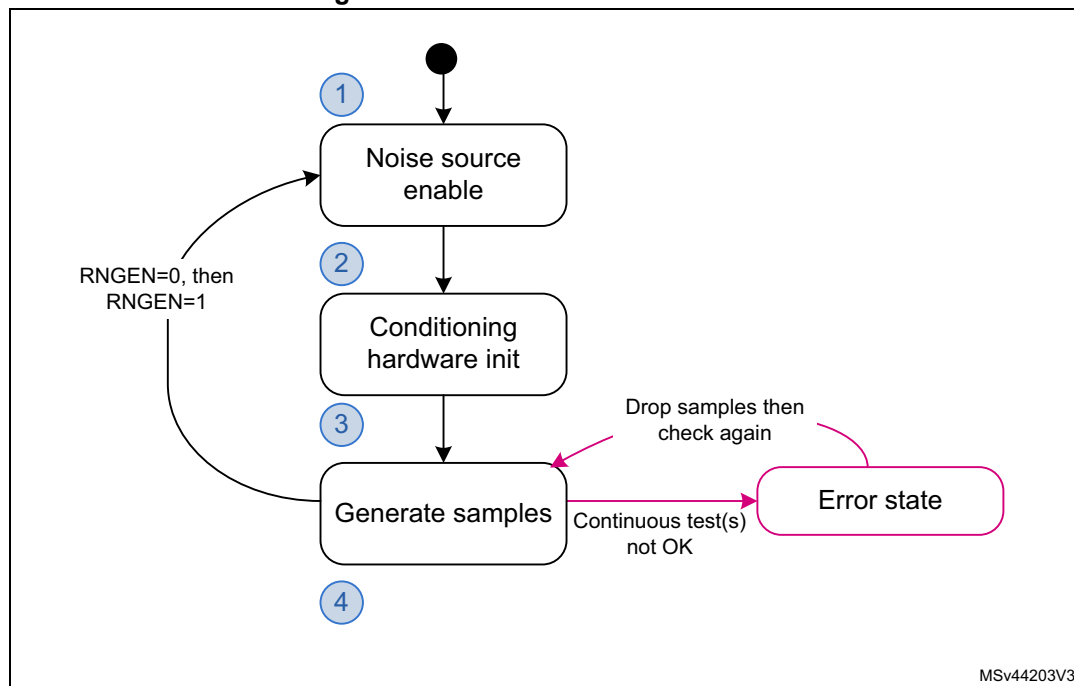 1
Noise source
enable
2
RNGEN=0, then
RNGEN=1
Conditioning
hardware init
3
Drop samples then
check again
Generate samples
Continuous test(s)
not OK
Error state
4
MSv44203V3